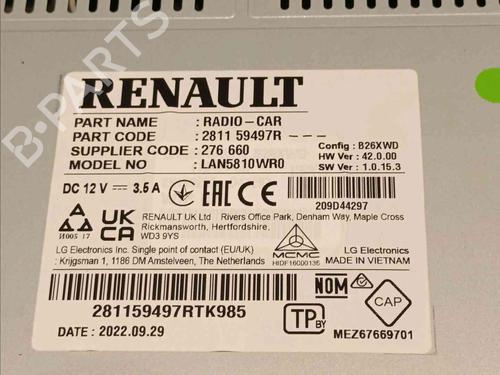 B-PARTS
RENAULT
PART NAME : RADIO-CAR
PART CODE : 2811 59497R ---
SUPPLIER CODE : 276 660
MODEL NO : LAN5810WR0
Config : B26XWD
HW Ver : 42.0.00
SW Ver : 1.0.15.3
DC 12 V 3.5 A
EAC
CE
209D44297
И005 17
UK
CA
RENAULT UK Ltd Rivers Office Park, Denham Way, Maple Cross
Rickmansworth, Hertfordshire,
WD3 9YS
MCMC
HIDF16000136
LG Electronics Inc. Single point of contact (EU/UK)
: Krijgsman 1, 1186 DM Amstelveen, The Netherlands
LG Electronics
MADE IN VIETNAM
281159497RTK985
DATE : 2022.09.29
TP
BY
NOM
CAP
MEZ67669701